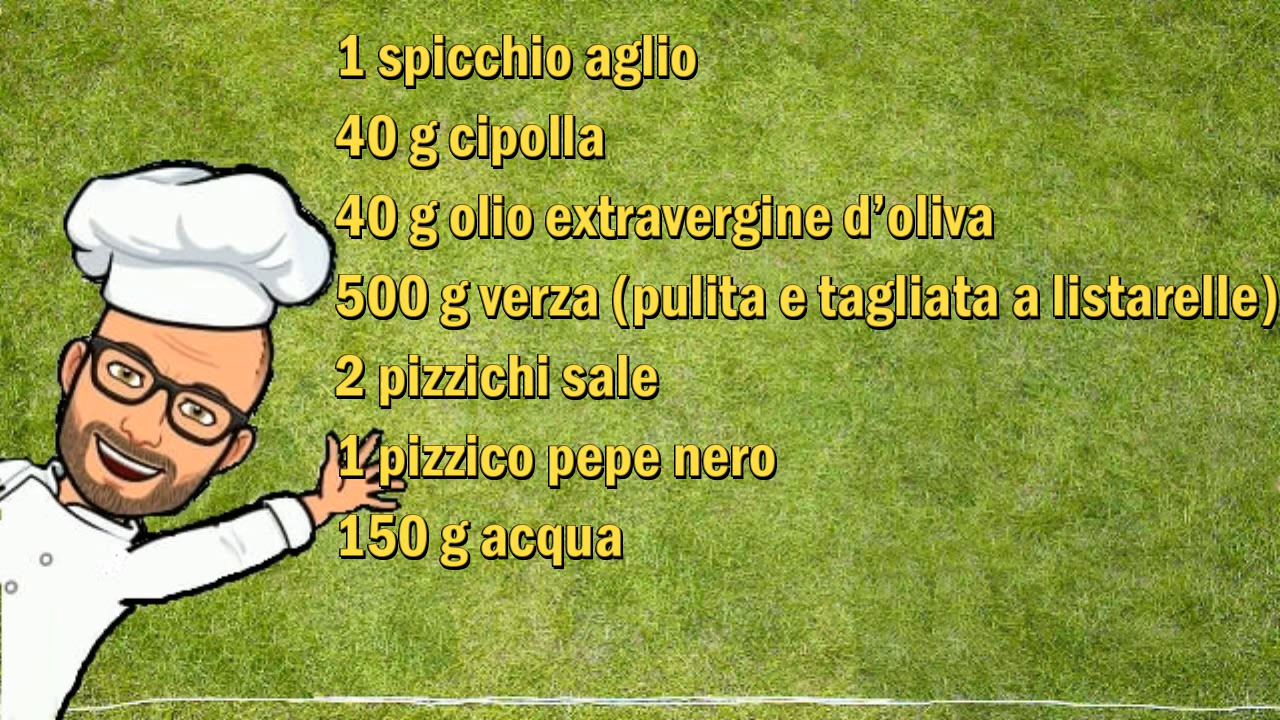 1 spicchio aglio
40 g cipolla
40 g olio extravergine d’oliva
500 g verza (pulita e tagliata a listarelle)
2 pizzichi sale
1 pizzico pepe nero
150 g acqua